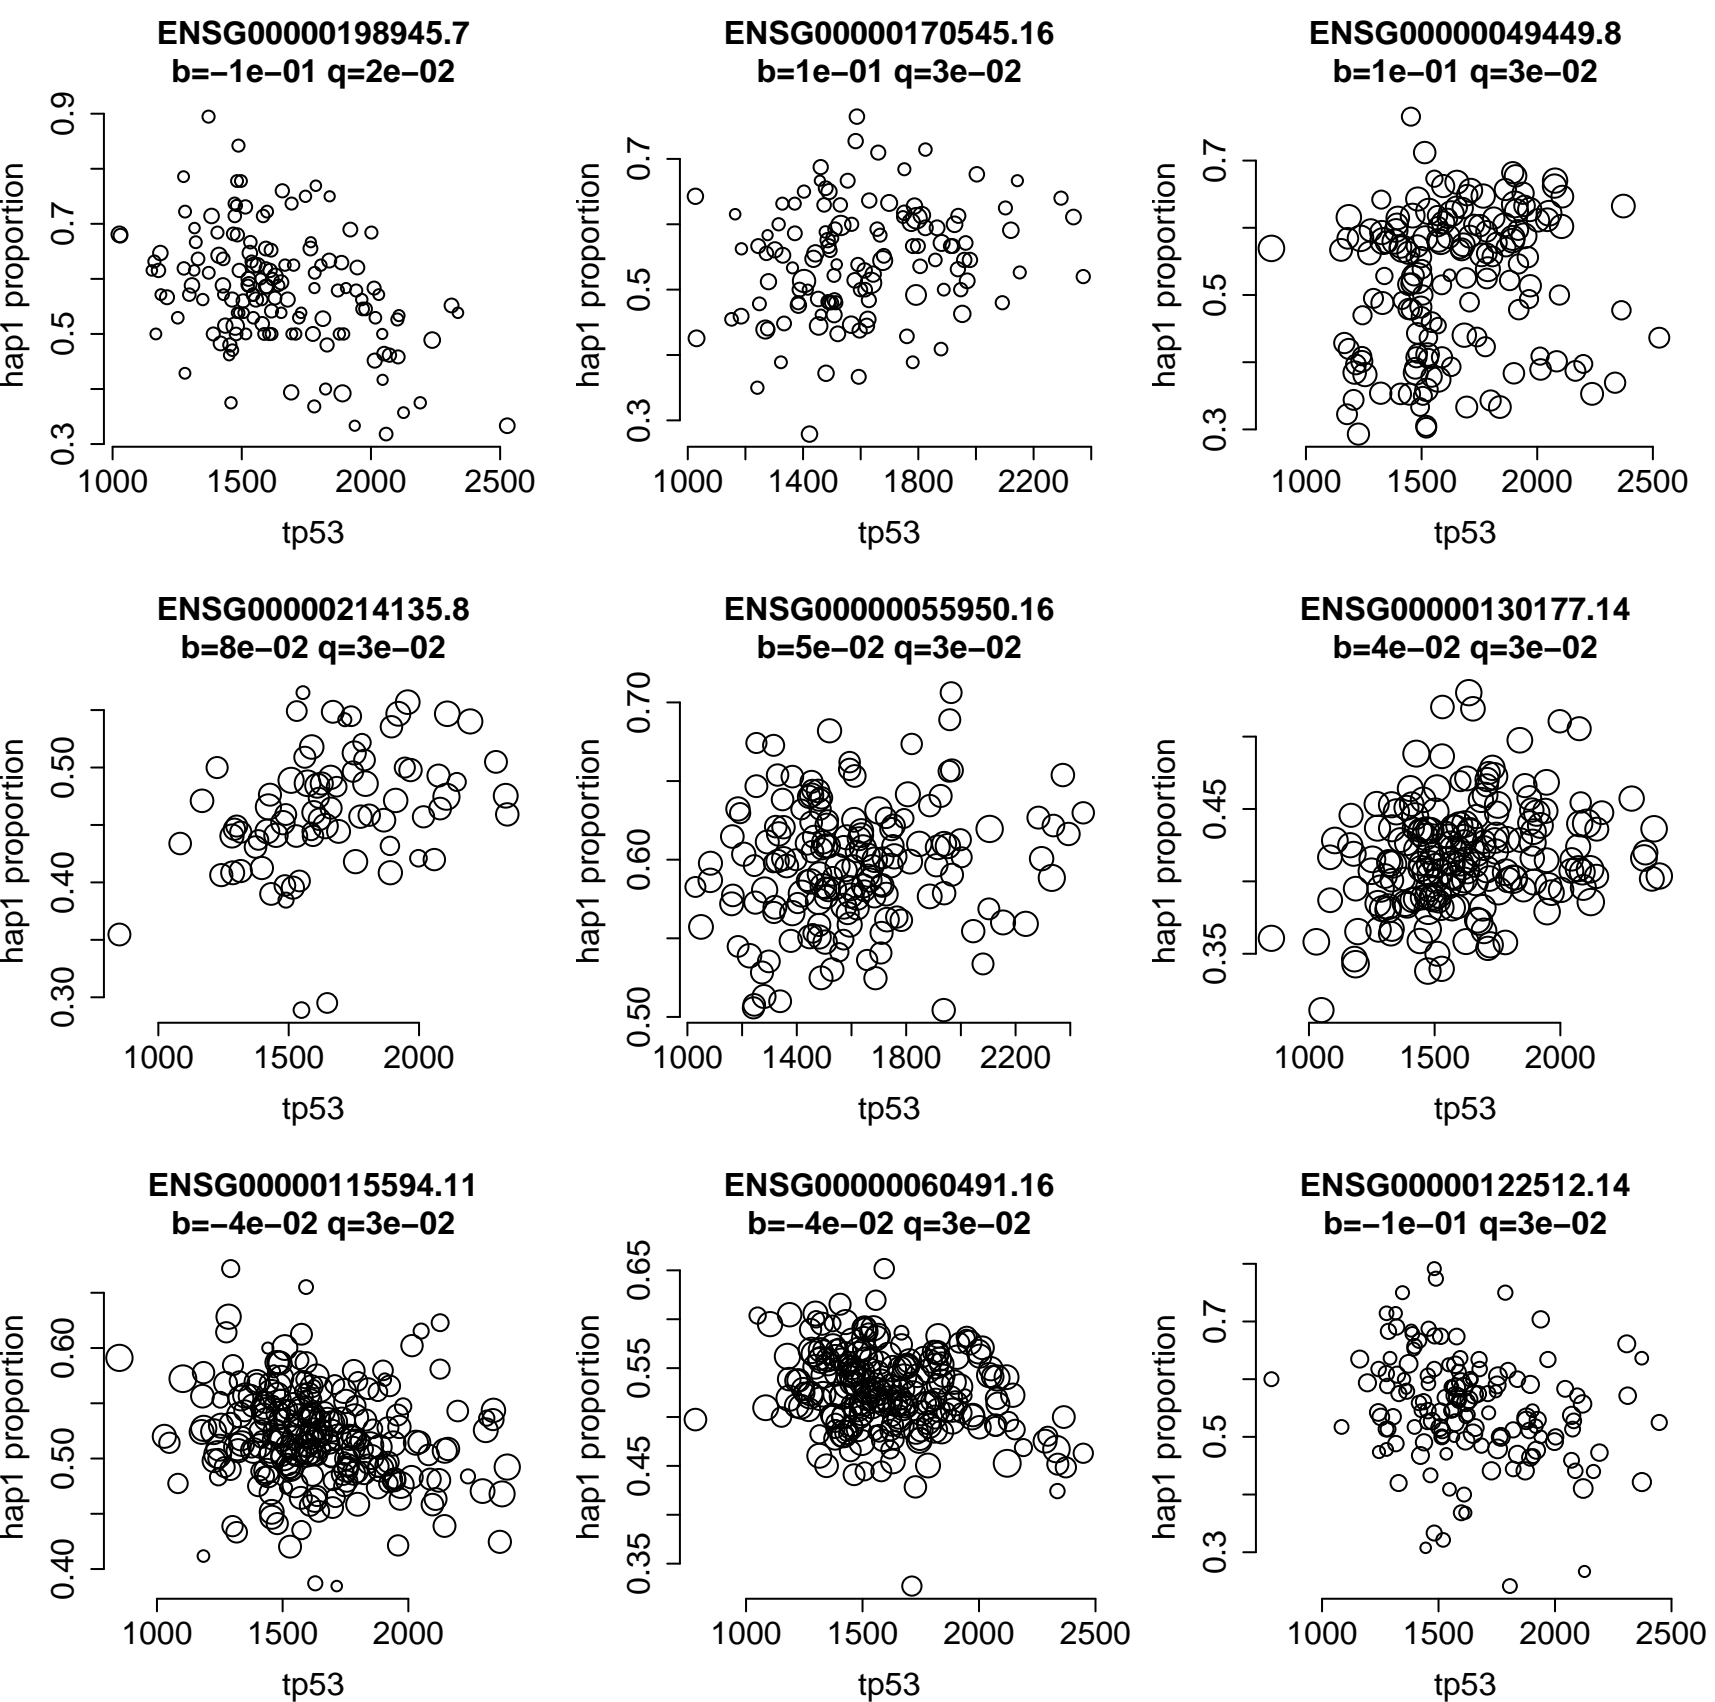 ENSG00000198945.7
b=−1e−01 q=2e−02
hap1 proportion
0.3 0.5 0.7 0.9
1000 1500 2000 2500
tp53
ENSG00000170545.16
b=1e−01 q=3e−02
hap1 proportion
0.3 0.5 0.7
1000 1400 1800 2200
tp53
ENSG00000049449.8
b=1e−01 q=3e−02
hap1 proportion
0.3 0.5 0.7
1000 1500 2000 2500
tp53
ENSG00000214135.8
b=8e−02 q=3e−02
hap1 proportion
0.30 0.40 0.50
1000 1500 2000
tp53
ENSG00000055950.16
b=5e−02 q=3e−02
hap1 proportion
0.50 0.60 0.70
1000 1400 1800 2200
tp53
ENSG00000130177.14
b=4e−02 q=3e−02
hap1 proportion
0.35 0.45
1000 1500 2000
tp53
ENSG00000115594.11
b=−4e−02 q=3e−02
hap1 proportion
0.40 0.50 0.60
1000 1500 2000
tp53
ENSG00000060491.16
b=−4e−02 q=3e−02
hap1 proportion
0.35 0.45 0.55 0.65
1000 1500 2000 2500
tp53
ENSG00000122512.14
b=−1e−01 q=3e−02
hap1 proportion
0.3 0.5 0.7
1000 1500 2000 2500
tp53